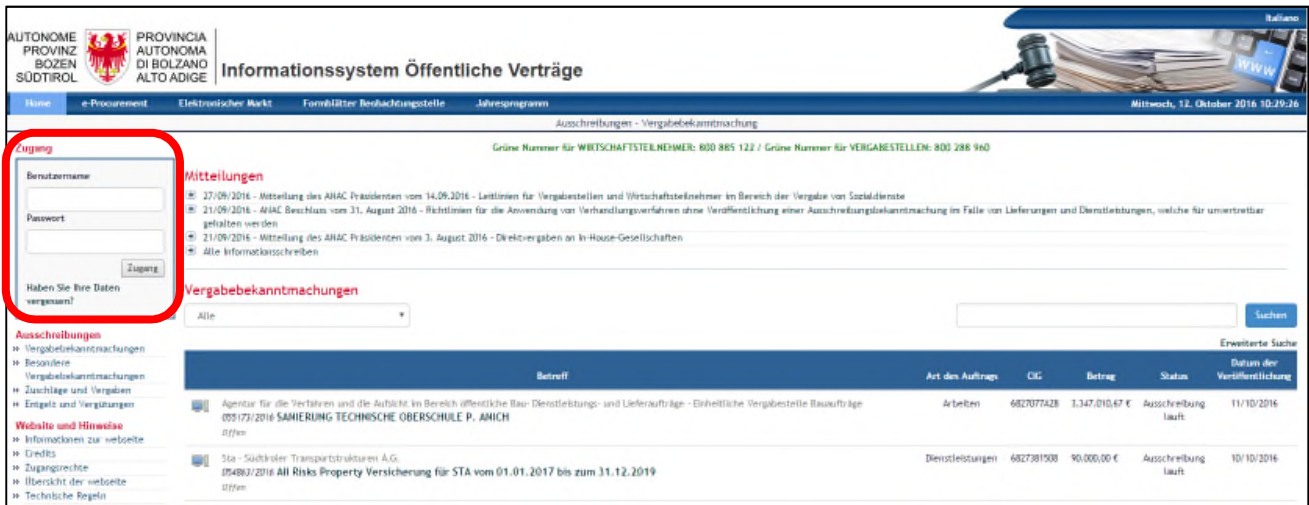 Italiano
AUTONOME PROVINZ BOZEN SÜDTIROL
PROVINCIA AUTONOMA DI BOLZANO ALTO ADIGE
Informationssystem Öffentliche Verträge
WWW
Home e-Procurement Elektronischer Markt Formblätter Beobachtungsstelle Jahresprogramm Mittwoch, 12. Oktober 2016 10:29:26
Ausschreibungen - Vergabebekanntmachung
Zugang
Benutzername
Passwort
Zugang
Haben Sie Ihre Daten
vergessen?
Ausschreibungen
» Vergabebekanntmachungen
» Besondere
Vergabebekanntmachungen
» Zuschläge und Vergaben
» Entgelt und Vergütungen
Website und Hinweise
» Informationen zur webseite
» Credits
» Zugangsrechte
» Übersicht der webseite
» Technische Regeln
Grüne Nummer für WIRTSCHAFTSTEILNEHMER: 800 885 122 / Grüne Nummer für VERGABESTELLEN: 800 288 960
Mitteilungen
27/09/2016 - Mitteilung des ANAC Präsidenten vom 14.09.2016 - Leitlinien für Vergabestellen und Wirtschaftsteilnehmer im Bereich der Vergabe von Sozialdienste
21/09/2016 - ANAC Beschluss vom 31. August 2016 - Richtlinien für die Anwendung von Verhandlungsverfahren ohne Veröffentlichung einer Ausschreibungsbekanntmachung im Falle von Lieferungen und Dienstleistungen, welche für unvertretbar
gehalten werden
21/09/2016 - Mitteilung des ANAC Präsidenten vom 3. August 2016 - Direktvergaben an In-House-Gesellschaften
Alle Informationsschreiben
Vergabebekanntmachungen
Alle
Suchen
Erweiterte Suche
Betreff Art des Auftrags CIG Betrag Status Datum der Veröffentlichung
Agentur für die Verfahren und die Aufsicht im Bereich öffentliche Bau- Dienstleistungs- und Lieferaufträge - Einheitliche Vergabestelle Bauaufträge
055173/2016 SANIERUNG TECHNISCHE OBERSCHULE P. ANICH
Offen
Arbeiten 6827077428 3.347.010,67 € Ausschreibung läuft 11/10/2016
Sta - Südtiroler Transportstrukturen A.G.
054863/2016 All Risks Property Versicherung für STA vom 01.01.2017 bis zum 31.12.2019
Offen
Dienstleistungen 6827381508 90.000,00 € Ausschreibung läuft 10/10/2016